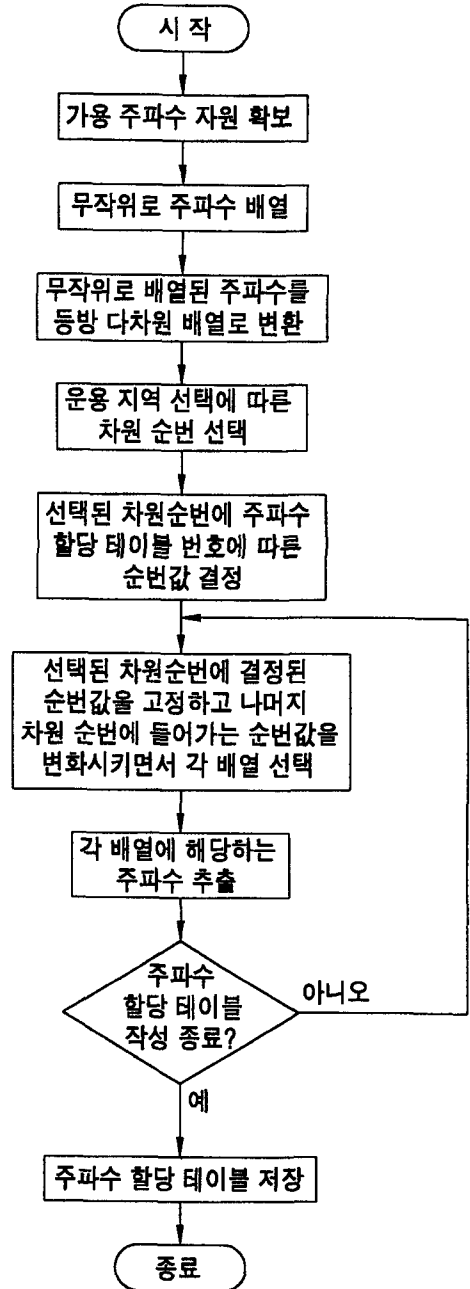 시 작
가용 주파수 자원 확보
무작위로 주파수 배열
무작위로 배열된 주파수를
등방 다차원 배열로 변환
운용 지역 선택에 따른
차원 순번 선택
선택된 차원순번에 주파수
할당 테이블 번호에 따른
순번값 결정
선택된 차원순번에 결정된
순번값을 고정하고 나머지
차원 순번에 들어가는 순번값을
변화시키면서 각 배열 선택
각 배열에 해당하는
주파수 추출
주파수
할당 테이블
작성 종료?
아니오
예
주파수 할당 테이블 저장
종료